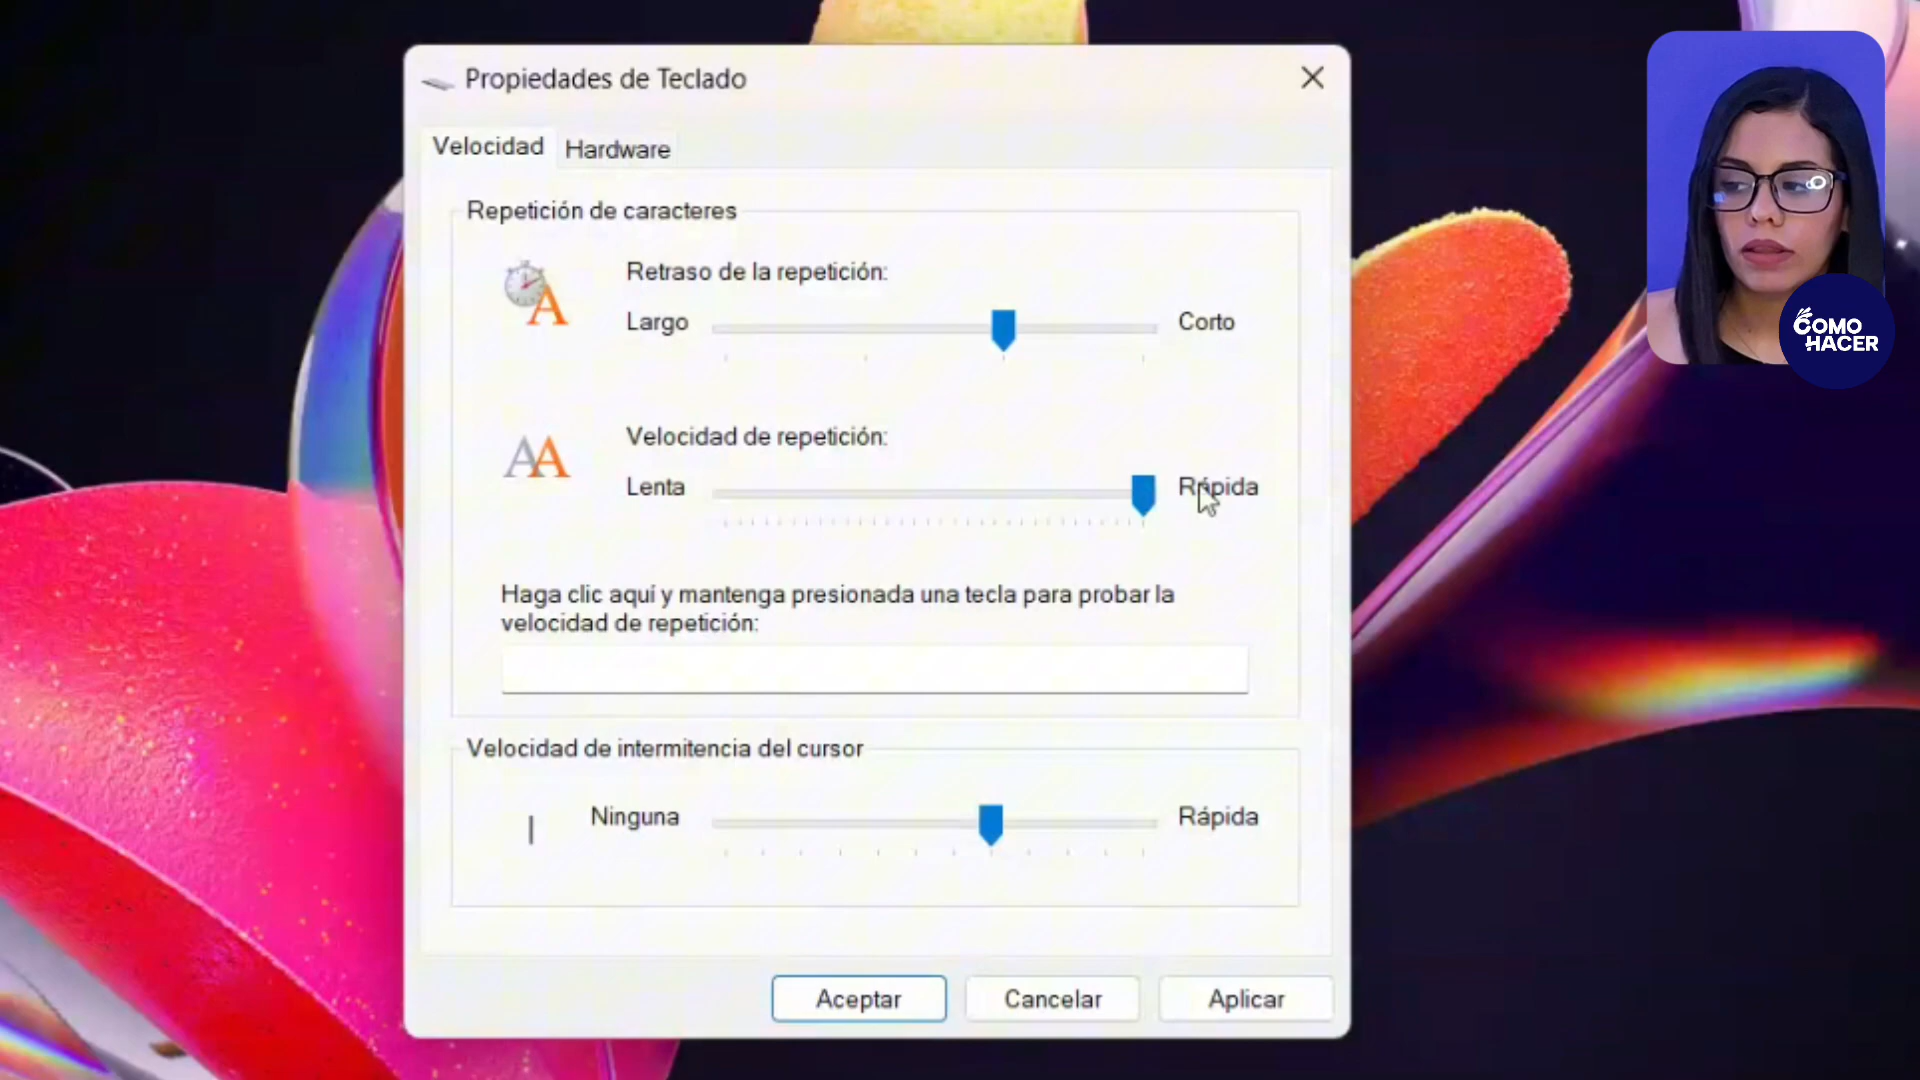 Propiedades de Teclado
Velocidad
Hardware
Repetición de caracteres
Retraso de la repetición:
Largo
Corto
Velocidad de repetición:
Lenta
Rápida
Haga clic aquí y mantenga presionada una tecla para probar la
velocidad de repetición:
Velocidad de intermitencia del cursor
Ninguna
Rápida
Aceptar
Cancelar
Aplicar
COMO
HACER